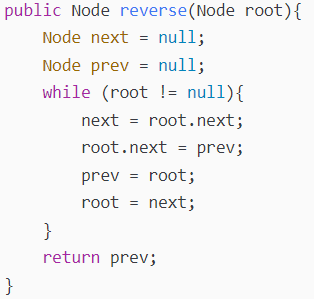 public Node reverse(Node root){
    Node next = null;
    Node prev = null;
    while (root != null){
        next = root.next;
        root.next = prev;
        prev = root;
        root = next;
    }
    return prev;
}